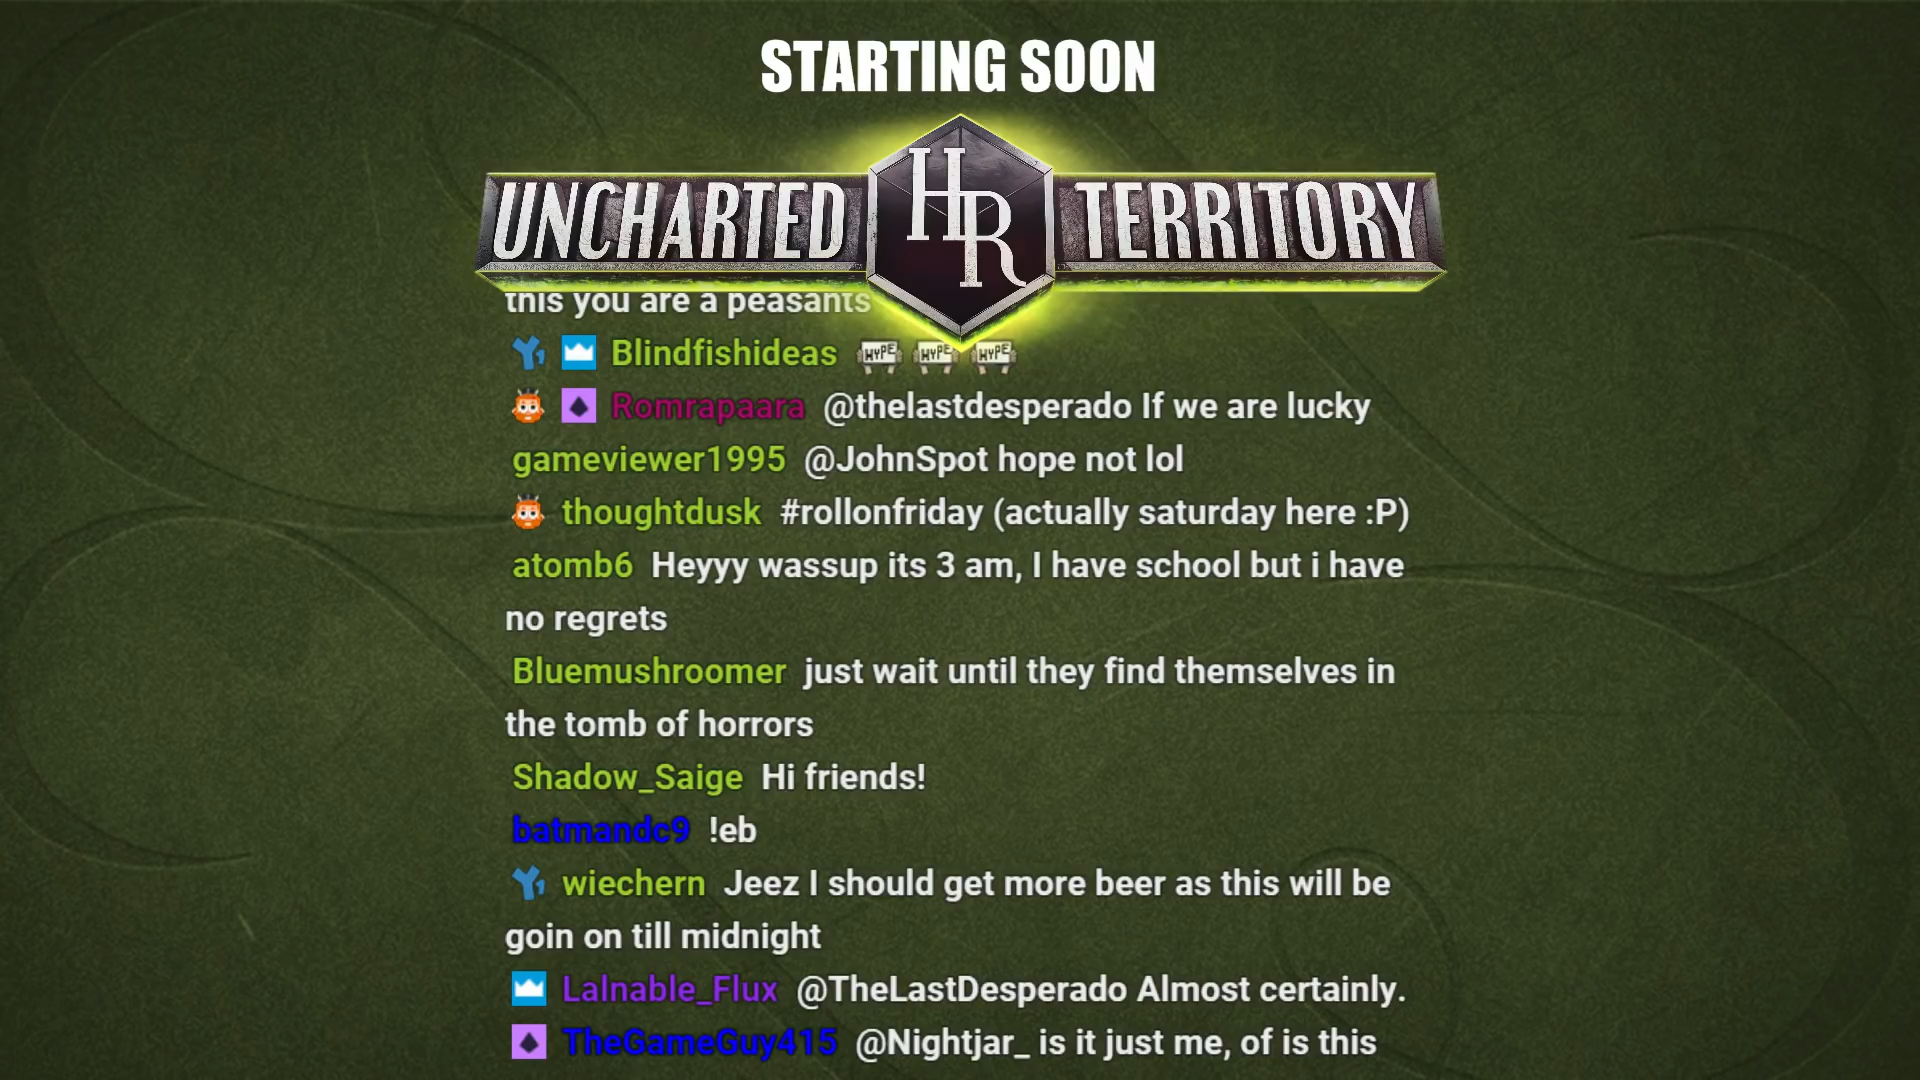 STARTING SOON
UNCHARTED HR TERRITORY
this you are a peasants
Blindfishideas HYPE HYPE HYPE
Romrapaara @thelastdesperado If we are lucky
gameviewer1995 @JohnSpot hope not lol
thoughtdusk #rollonfriday (actually saturday here :P)
atomb6 Heyyy wassup its 3 am, I have school but i have
no regrets
Bluemushroomer just wait until they find themselves in
the tomb of horrors
Shadow_Saige Hi friends!
batmandc9 !eb
wiechern Jeez I should get more beer as this will be
goin on till midnight
Lalnable_Flux @TheLastDesperado Almost certainly.
TheGameGuy415 @Nightjar_ is it just me, of is this